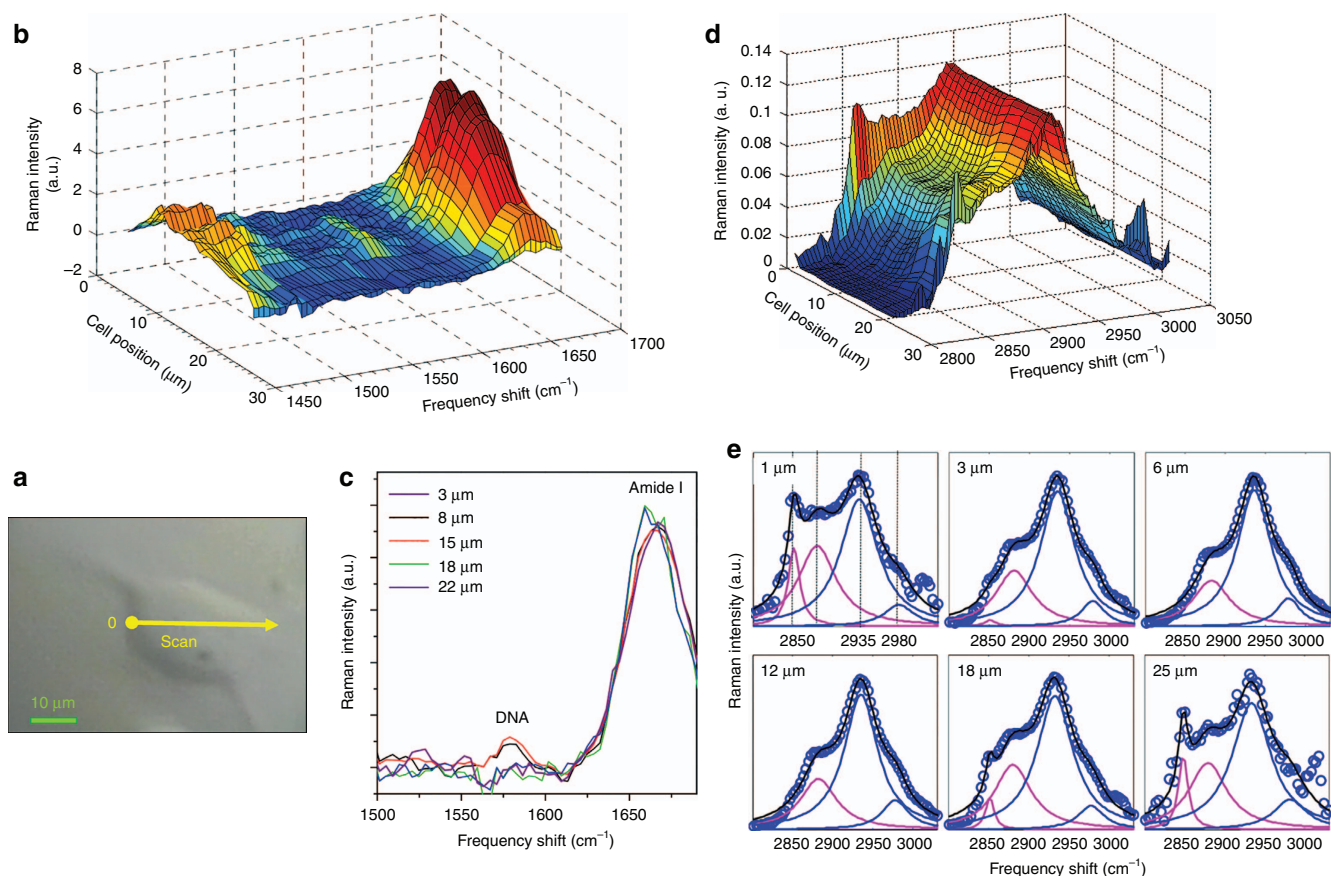 b
8
6
4
2
0
−2
Raman intensity
(a.u.)
0
10
20
30
Cell position (μm)
1450
1500
1550
1600
1650
1700
Frequency shift (cm⁻¹)
d
0.14
0.12
0.1
0.08
0.06
0.04
0.02
0
Raman intensity (a. u.)
0
10
20
30
Cell position (μm)
2800
2850
2900
2950
3000
3050
Frequency shift (cm⁻¹)
a
0
Scan
10 μm
c
3 μm
8 μm
15 μm
18 μm
22 μm
Amide I
DNA
Raman intensity (a.u.)
1500 1550 1600 1650
Frequency shift (cm⁻¹)
e
Raman intensity (a.u.)
1 μm
2850 2935 2980
3 μm
2850 2900 2950 3000
6 μm
2850 2900 2950 3000
12 μm
2850 2900 2950 3000
18 μm
2850 2900 2950 3000
25 μm
2850 2900 2950 3000
Frequency shift (cm⁻¹)